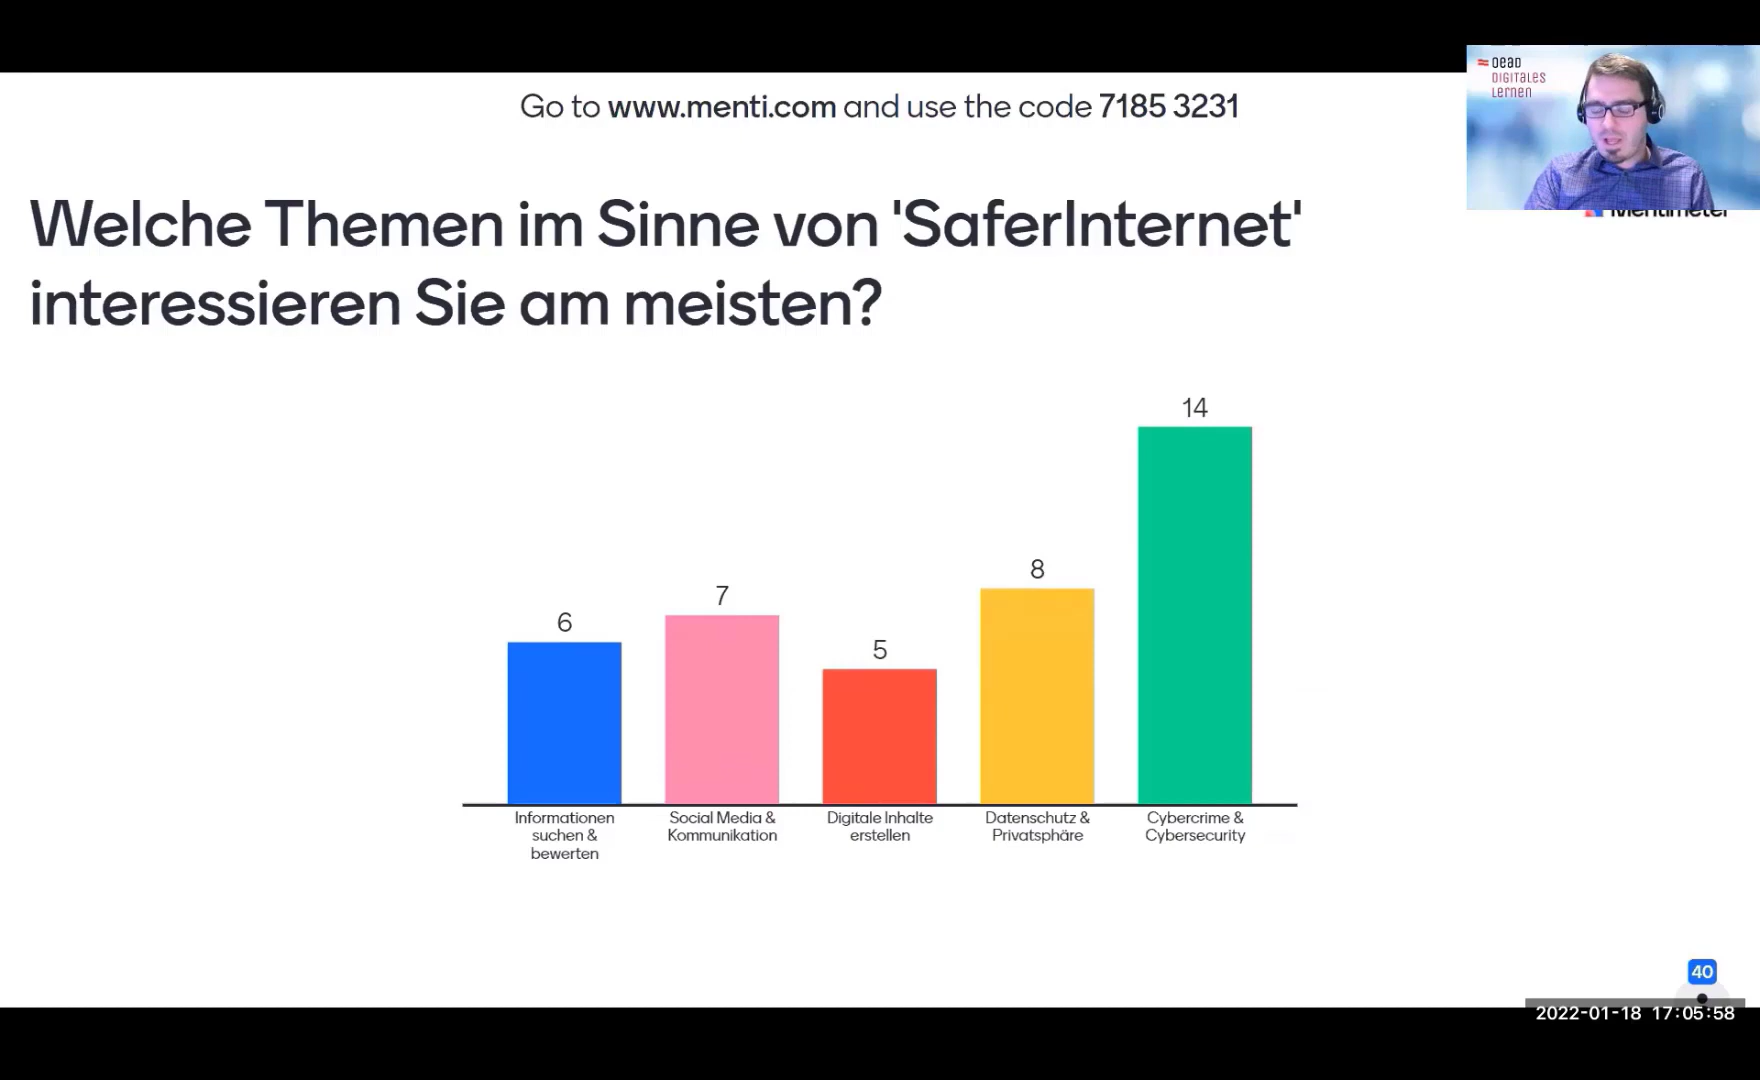 Go to www.menti.com and use the code 7185 3231
OeAD
DIGITALES
Lernen
Mentimeter
Welche Themen im Sinne von 'SaferInternet'
interessieren Sie am meisten?
6
7
5
8
14
Informationen
suchen &
bewerten
Social Media &
Kommunikation
Digitale Inhalte
erstellen
Datenschutz &
Privatsphäre
Cybercrime &
Cybersecurity
40
2022-01-18 17:05:58